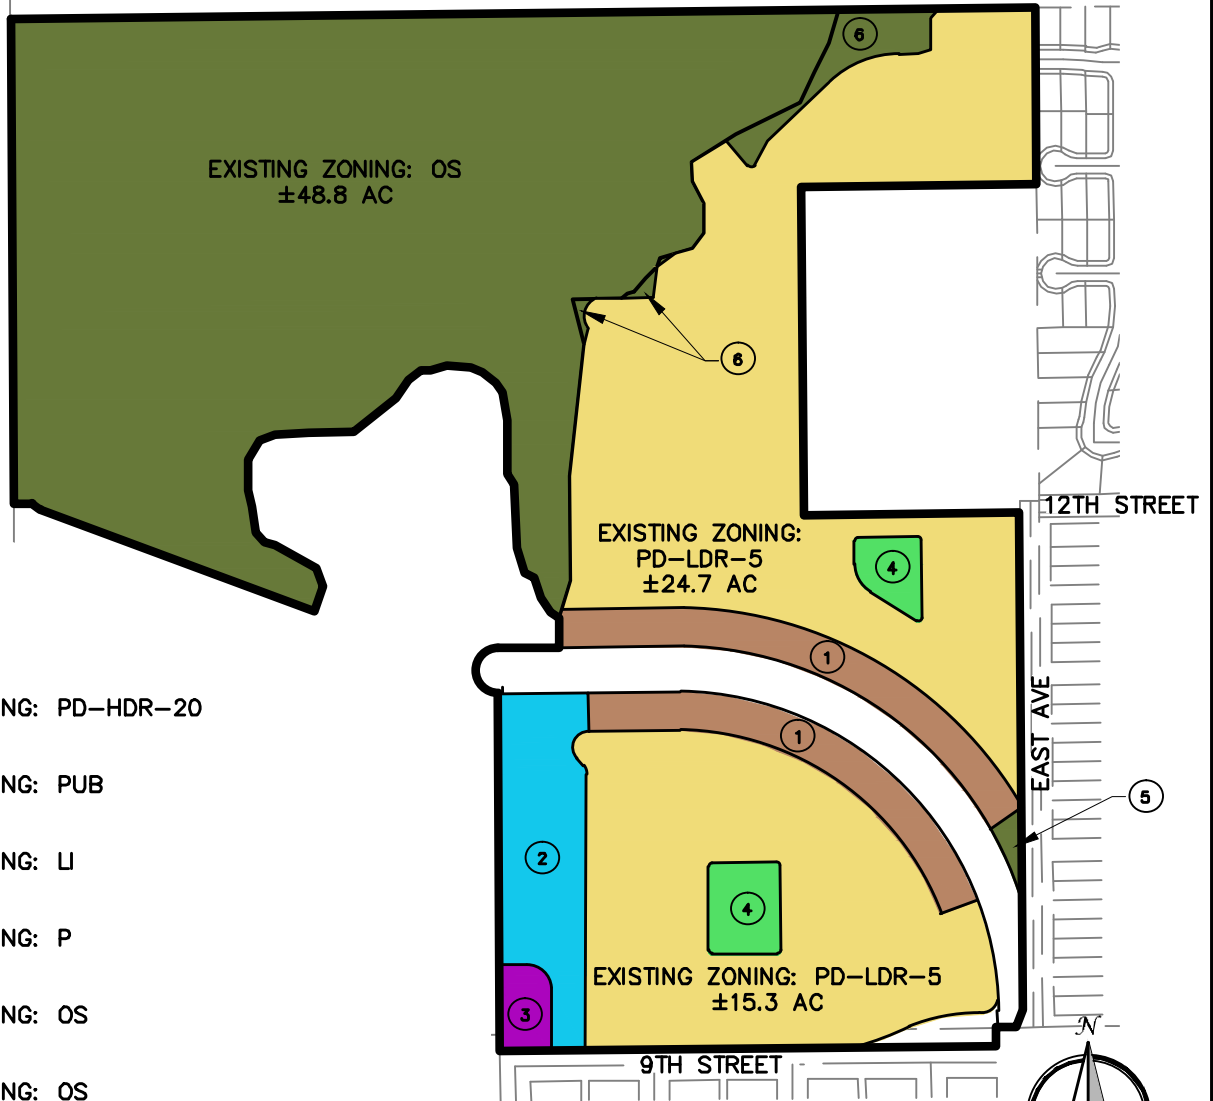 6
EXISTING ZONING: OS
±48.8 AC
6
12TH STREET
EXISTING ZONING:
PD-LDR-5
±24.7 AC
4
1
EAST AVE
NG: PD-HDR-20
1
NG: PUB
5
2
NG: LI
4
NG: P
EXISTING ZONING: PD-LDR-5
±15.3 AC
3
NG: OS
N
9TH STREET
NG: OS